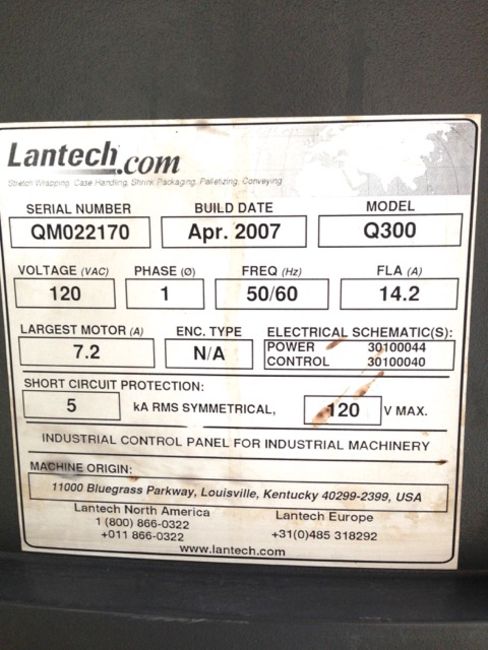 Lantech.com
Stretch Wrapping, Case Handling, Shrink Packaging, Palletizing, Conveying
SERIAL NUMBER BUILD DATE MODEL
QM022170 Apr. 2007 Q300
VOLTAGE (VAC) PHASE (Ø) FREQ (Hz) FLA (A)
120 1 50/60 14.2
LARGEST MOTOR (A) ENC. TYPE ELECTRICAL SCHEMATIC(S):
7.2 N/A POWER 30100044
CONTROL 30100040
SHORT CIRCUIT PROTECTION:
5 kA RMS SYMMETRICAL, 120 V MAX.
INDUSTRIAL CONTROL PANEL FOR INDUSTRIAL MACHINERY
MACHINE ORIGIN:
11000 Bluegrass Parkway, Louisville, Kentucky 40299-2399, USA
Lantech North America Lantech Europe
1 (800) 866-0322 +31(0)485 318292
+011 866-0322
www.lantech.com